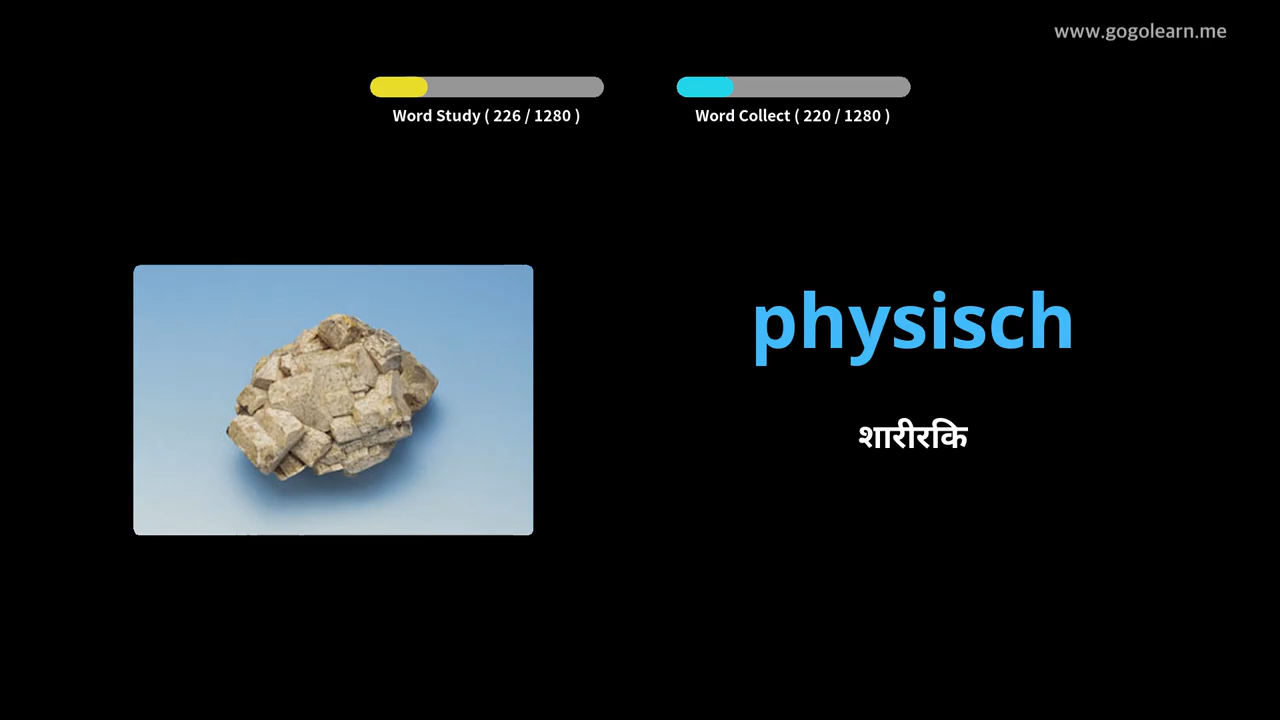 www.gogolearn.me
Word Study ( 226 / 1280 )
Word Collect ( 220 / 1280 )
physisch
शारीरकि